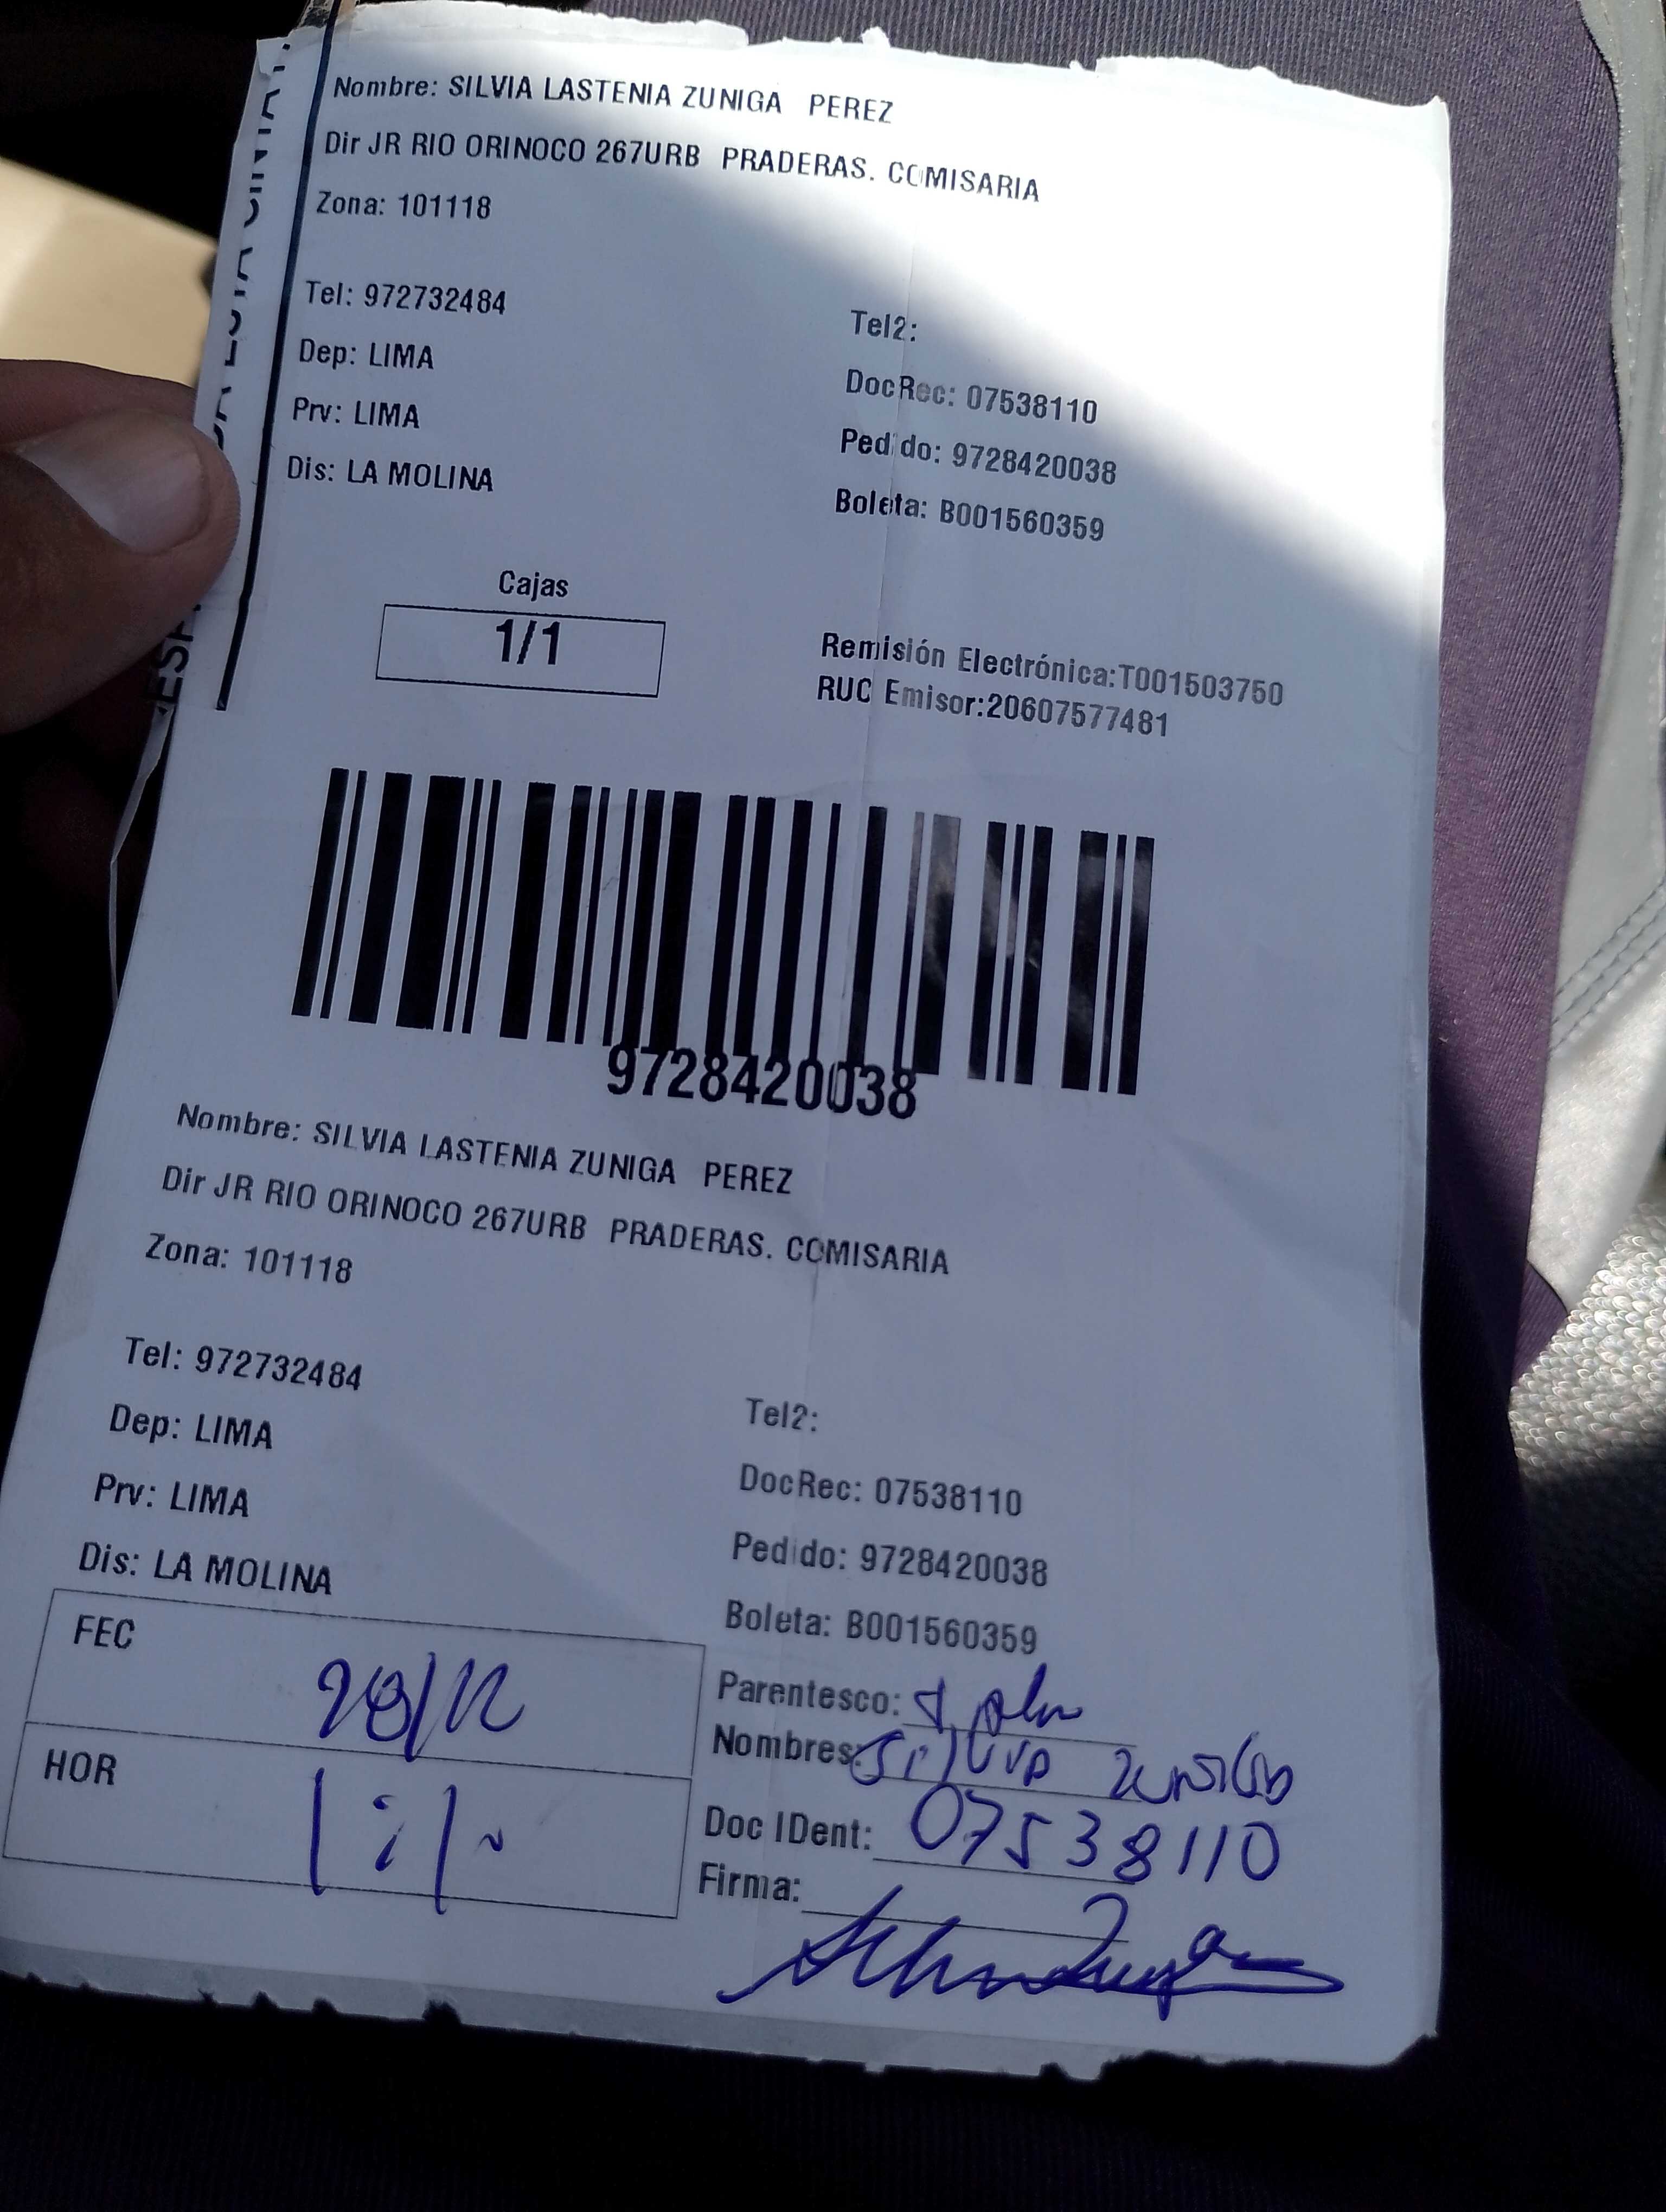 Nombre: SILVIA LASTENIA ZUNIGA PEREZ
Dir JR RIO ORINOCO 267URB PRADERAS. COMISARIA
Zona: 101118
Tel: 972732484
Tel2:
Dep: LIMA
DocRec: 07538110
Prv: LIMA
Pedido: 9728420038
Dis: LA MOLINA
Boleta: B001560359
Cajas
1/1
Remisión Electrónica:T001503750
RUC Emisor:20607577481
9728420038
Nombre: SILVIA LASTENIA ZUNIGA PEREZ
Dir JR RIO ORINOCO 267URB PRADERAS. COMISARIA
Zona: 101118
Tel: 972732484
Tel2:
Dep: LIMA
DocRec: 07538110
Prv: LIMA
Pedido: 9728420038
Dis: LA MOLINA
Boleta: B001560359
FEC 28/12
Parentesco:
Nombres: Silvia Zuniga
HOR
Doc IDent: 07538110
Firma: